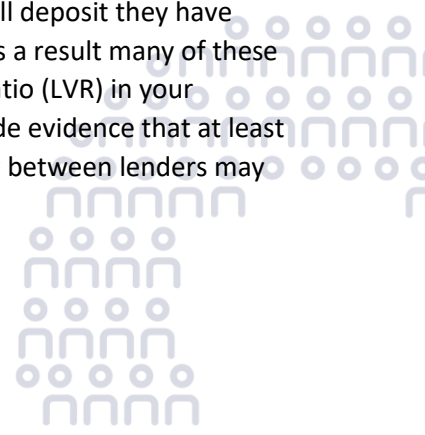 ll deposit they have
s a result many of these
tio (LVR) in your
de evidence that at least
between lenders may